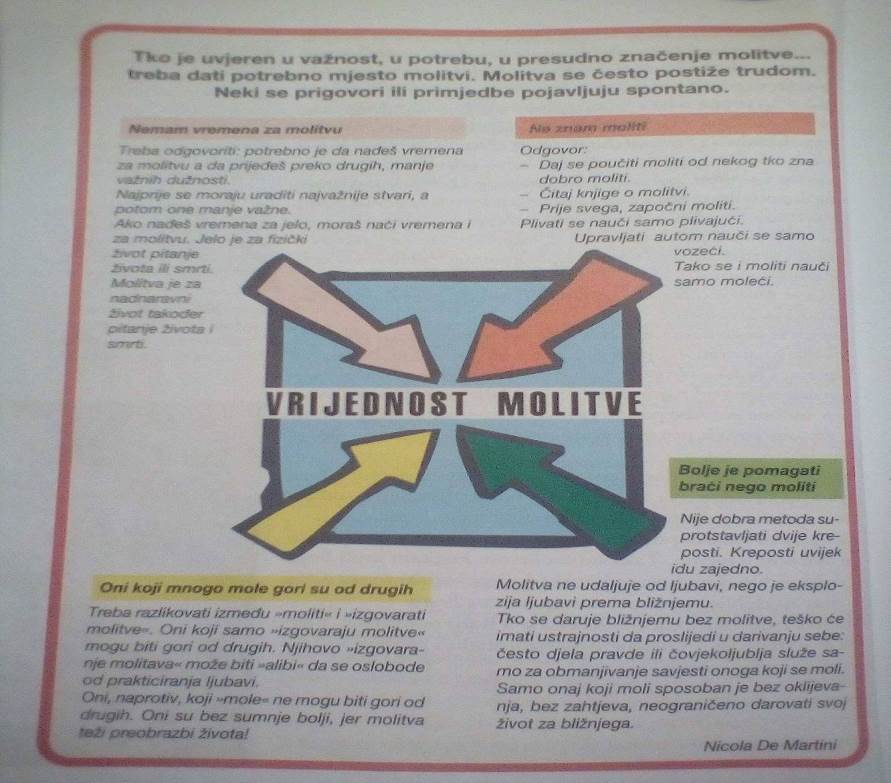 Tko je uvjeren u važnost, u potrebu, u presudno značenje molitve...
treba dati potrebno mjesto molitvi. Molitva se često postiže trudom.
Neki se prigovori ili primjedbe pojavljuju spontano.
Nemam vremena za molitvu
Treba odgovoriti: potrebno je da nađeš vremena
za molitvu a da prijeđeš preko drugih, manje
važnih dužnosti.
Najprije se moraju uraditi najvažnije stvari, a
potom one manje važne.
Ako nađeš vremena za jelo, moraš naći vremena i
za molitvu. Jelo je za fizički
život pitanje
života ili smrti.
Molitva je za
nadnaravni
život također
pitanje života i
smrti.
Ne znam moliti
Odgovor:
– Daj se poučiti moliti od nekog tko zna
dobro moliti.
– Čitaj knjige o molitvi.
– Prije svega, započni moliti.
Plivati se nauči samo plivajući.
Upravljati autom nauči se samo
vozeći.
Tako se i moliti nauči
samo moleći.
VRIJEDNOST MOLITVE
Oni koji mnogo mole gori su od drugih
Treba razlikovati između »moliti« i »izgovarati
molitve«. Oni koji samo »izgovaraju molitve«
mogu biti gori od drugih. Njihovo »izgovara-
nje molitava« može biti »alibi« da se oslobode
od prakticiranja ljubavi.
Oni, naprotiv, koji »mole« ne mogu biti gori od
drugih. Oni su bez sumnje bolji, jer molitva
teži preobrazbi života!
Bolje je pomagati
braći nego moliti
Nije dobra metoda su-
protstavljati dvije kre-
posti. Kreposti uvijek
idu zajedno.
Molitva ne udaljuje od ljubavi, nego je eksplo-
zija ljubavi prema bližnjemu.
Tko se daruje bližnjemu bez molitve, teško će
imati ustrajnosti da proslijedi u darivanju sebe:
često djela pravde ili čovjekoljublja služe sa-
mo za obmanjivanje savjesti onoga koji se moli.
Samo onaj koji moli sposoban je bez oklijeva-
nja, bez zahtjeva, neograničeno darovati svoj
život za bližnjega.
Nicola De Martini